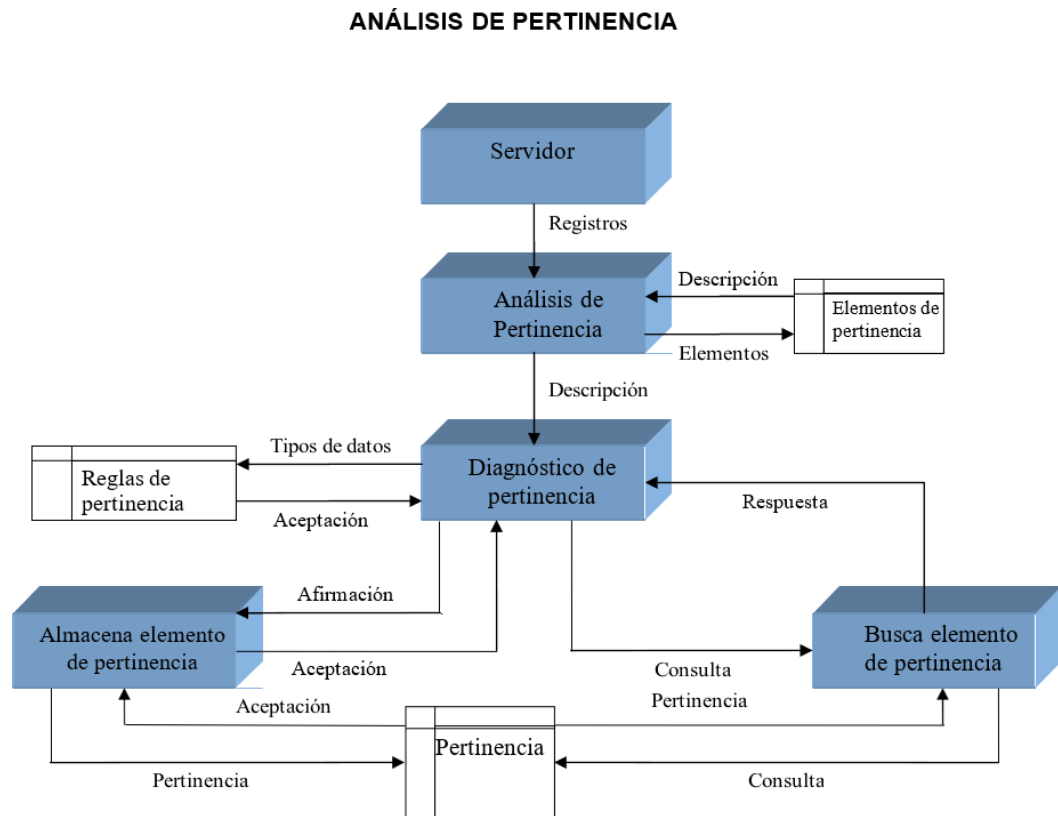 ANÁLISIS DE PERTINENCIA
Servidor
Registros
Análisis de
Pertinencia
Descripción
Elementos
Elementos de
pertinencia
Descripción
Tipos de datos
Reglas de
pertinencia
Aceptación
Diagnóstico de
pertinencia
Respuesta
Afirmación
Almacena elemento
de pertinencia
Aceptación
Busca elemento
de pertinencia
Consulta
Aceptación
Pertinencia
Pertinencia
Pertinencia
Consulta